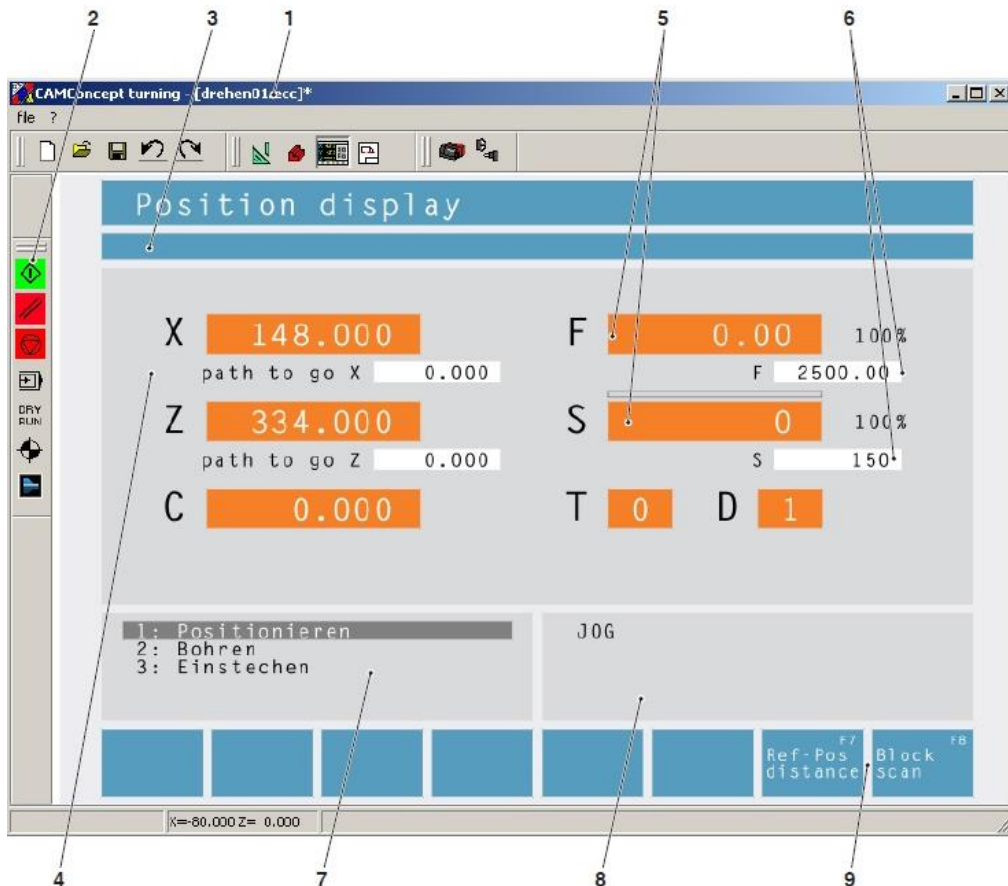 2 3 1 5 6
CAMConcept turning - [drehen01.ecc]*
fle ?
Position display
X 148.000 F 0.00 100%
path to go X 0.000 F 2500.00
Z 334.000 S 0 100%
path to go Z 0.000 S 150
DRY
RUN
C 0.000 T 0 D 1
1: Positionieren
2: Bohren
3: Einstechen
JOG
F7
Ref-Pos
distance
F8
Block
scan
X=-80.000 Z= 0.000
4 7 8 9